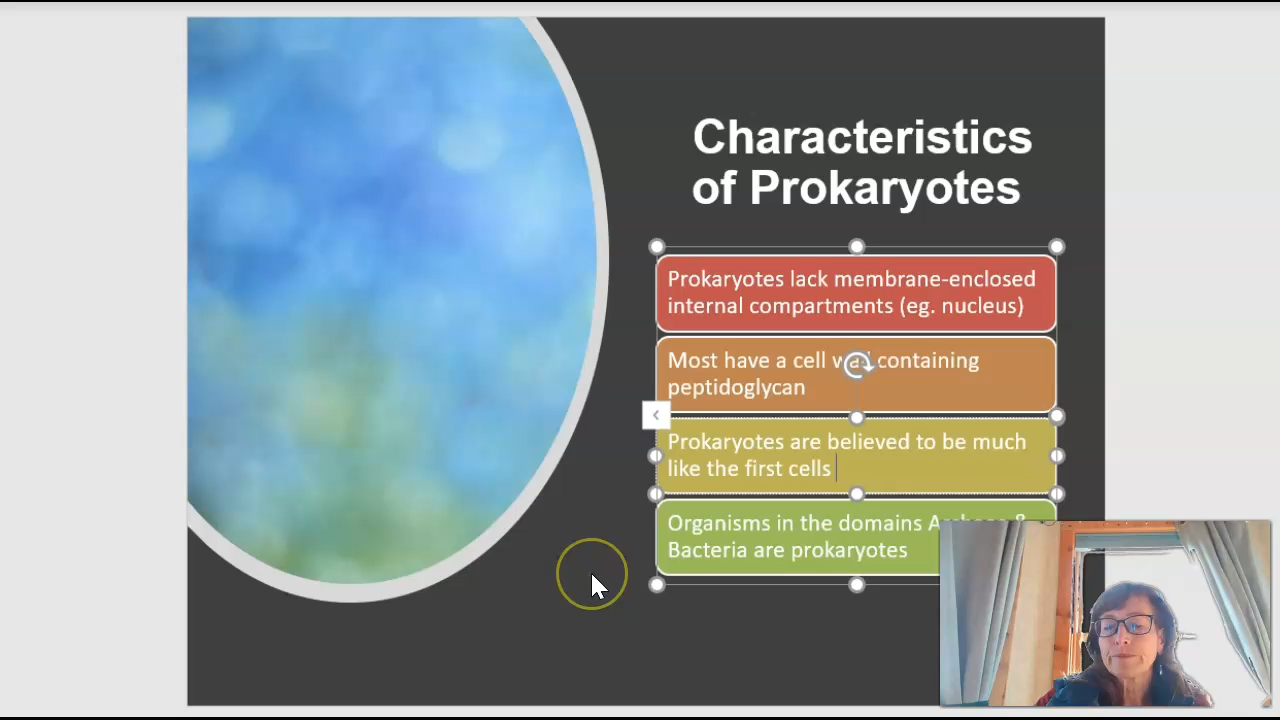 Characteristics
of Prokaryotes
Prokaryotes lack membrane-enclosed
internal compartments (eg. nucleus)
Most have a cell wall containing
peptidoglycan
Prokaryotes are believed to be much
like the first cells
Organisms in the domains
Bacteria are prokaryotes